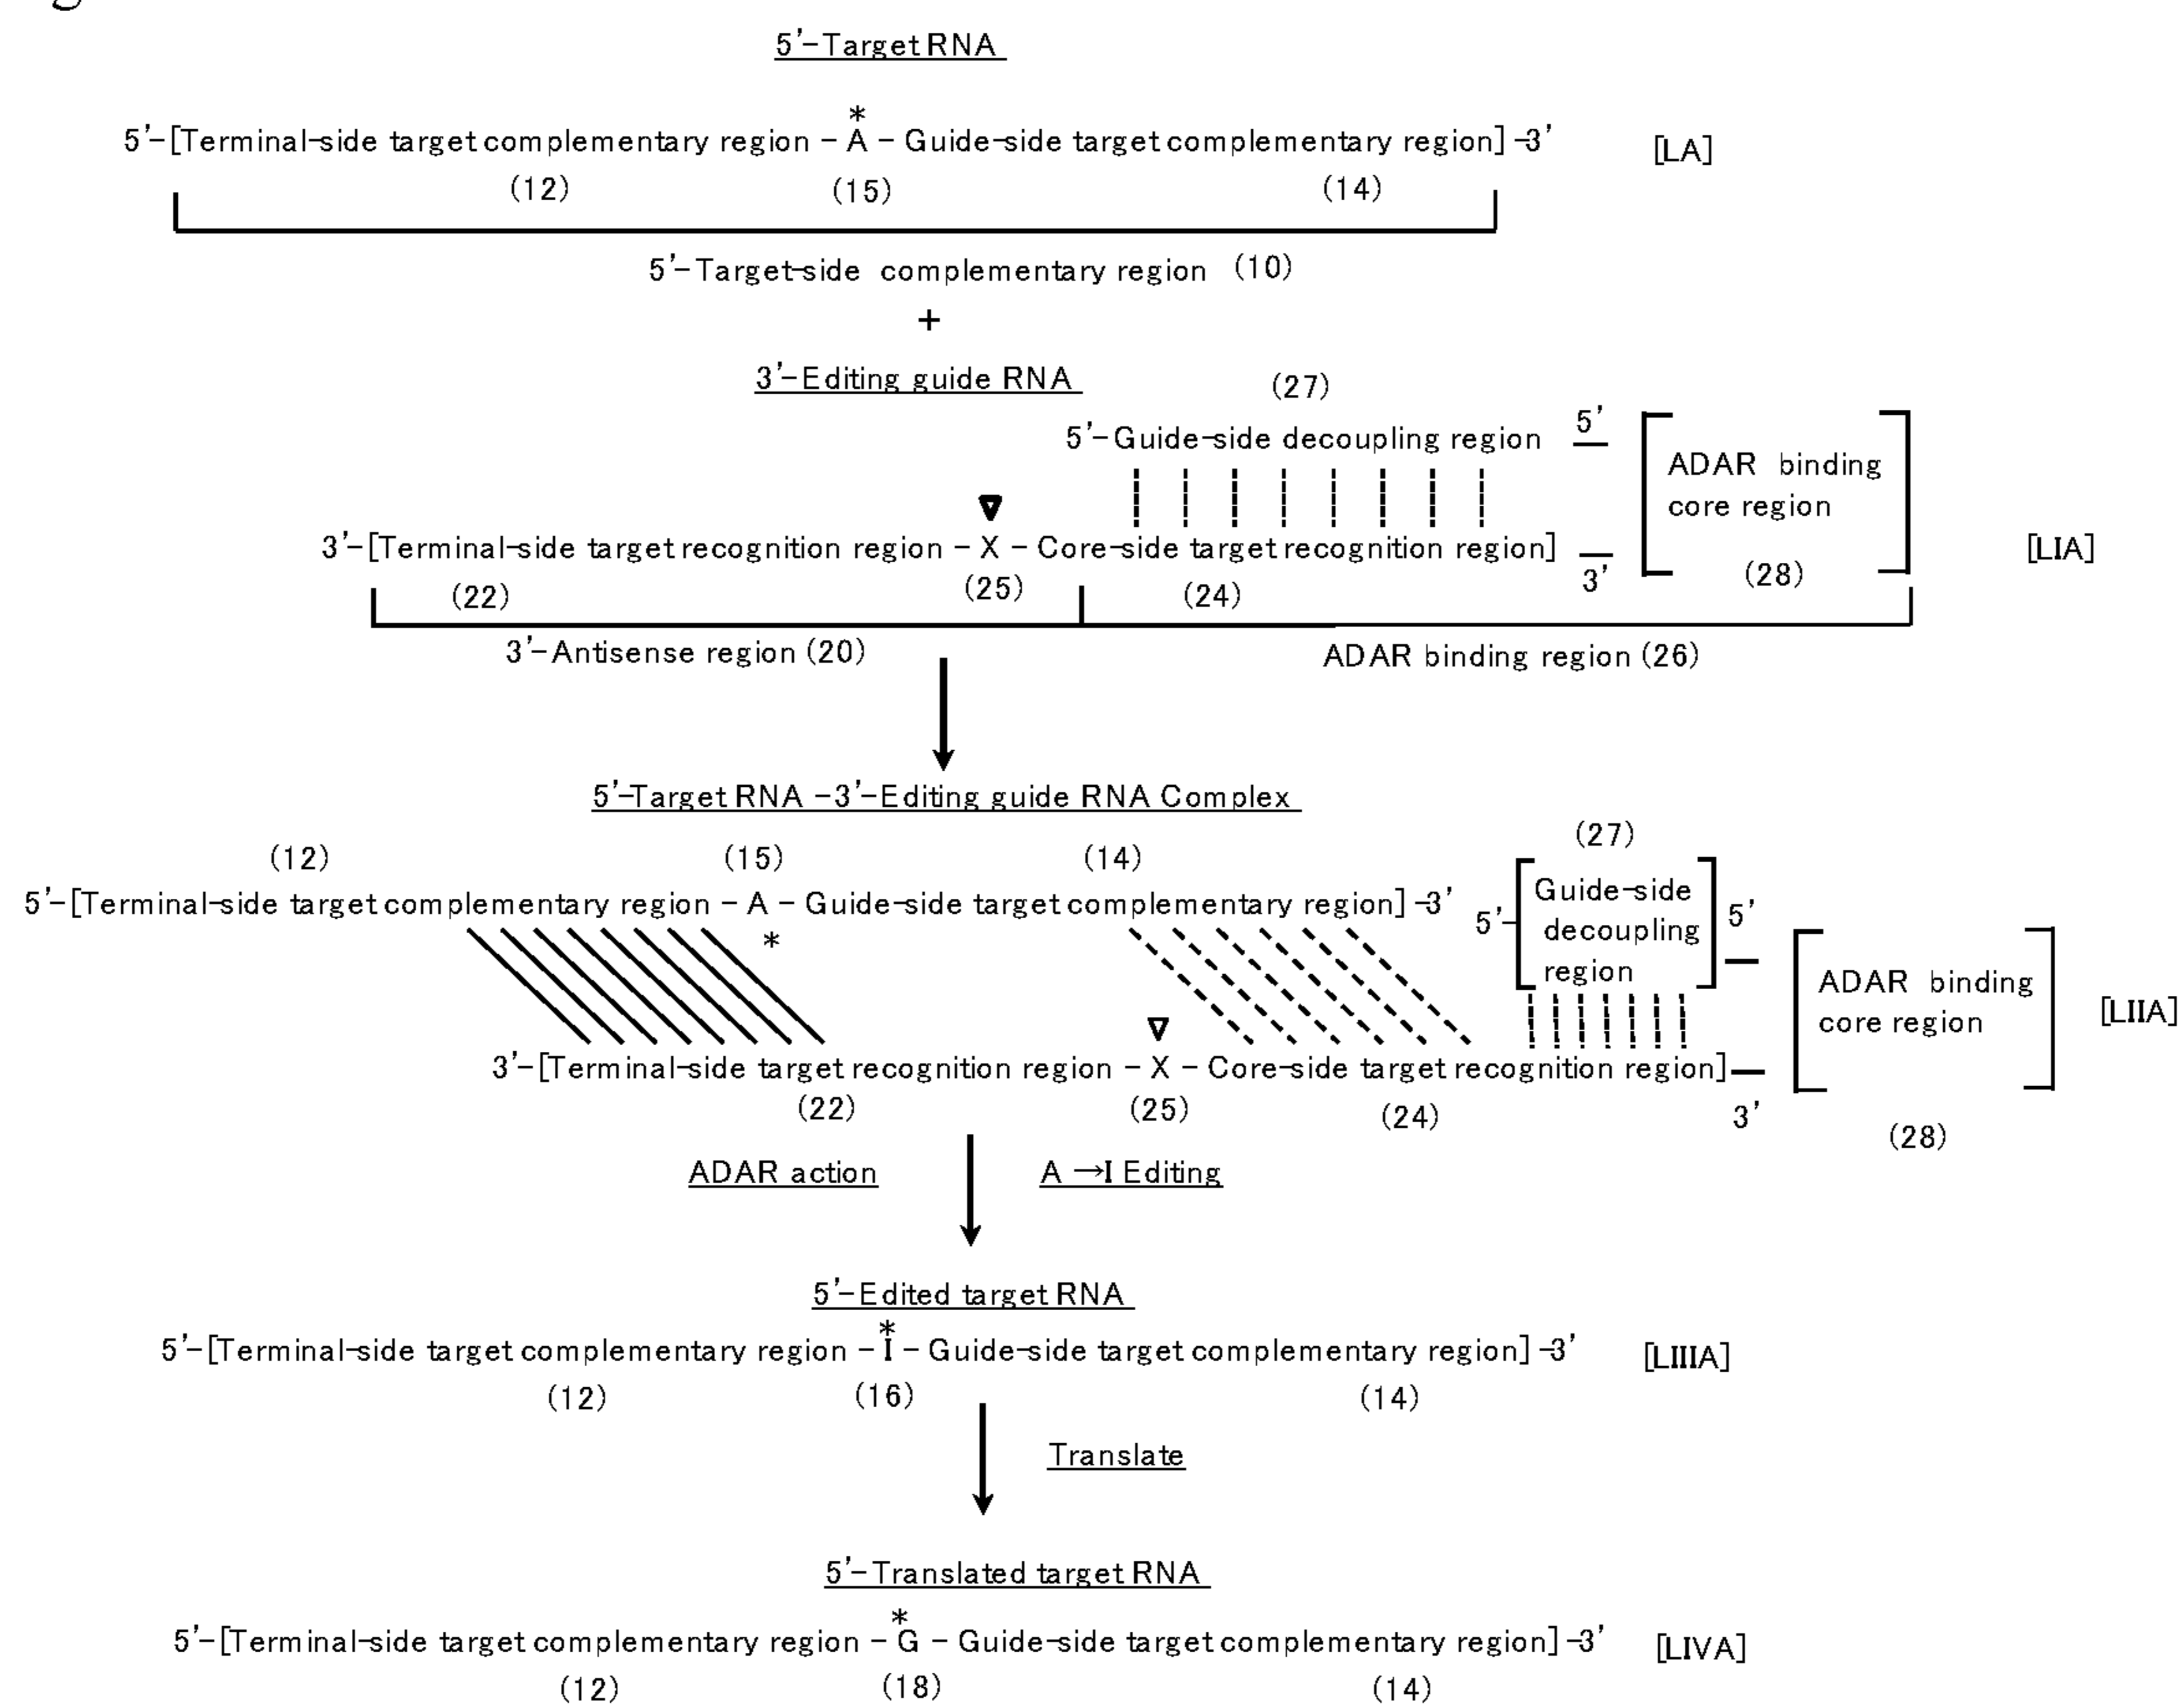 5'-Target RNA
*
5'-[Terminal-side target complementary region - A - Guide-side target complementary region]-3' [LA]
(12) (15) (14)
5'-Target-side complementary region (10)
+
3'-Editing guide RNA (27)
5'-Guide-side decoupling region 5'
ADAR binding
core region
3'-[Terminal-side target recognition region - X - Core-side target recognition region] 3' [LIA]
(22) (25) (24) (28)
3'-Antisense region (20) ADAR binding region (26)
5'-Target RNA -3'-Editing guide RNA Complex
(12) (15) (14) (27)
5'-[Terminal-side target complementary region - A - Guide-side target complementary region]-3'
*
5'-[Guide-side
decoupling
region] 5'
ADAR binding
core region [LIIA]
3'-[Terminal-side target recognition region - X - Core-side target recognition region]
(22) (25) (24) 3' (28)
ADAR action A →I Editing
5'-Edited target RNA
*
5'-[Terminal-side target complementary region - I - Guide-side target complementary region]-3' [LIIIA]
(12) (16) (14)
Translate
5'-Translated target RNA
*
5'-[Terminal-side target complementary region - G - Guide-side target complementary region]-3' [LIVA]
(12) (18) (14)